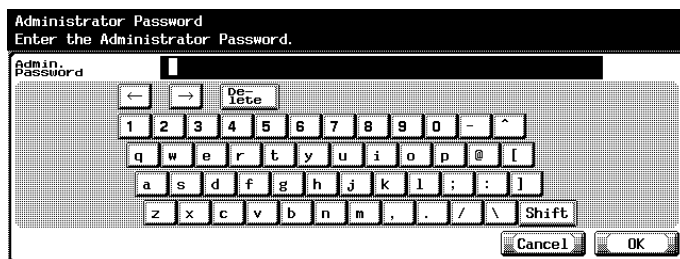 Administrator Password
Enter the Administrator Password.
Admin.
Password
← → De-
lete
1 2 3 4 5 6 7 8 9 0 - ^
q w e r t y u i o p @ [
a s d f g h j k l ; : ]
z x c v b n m , . / \ Shift
Cancel OK